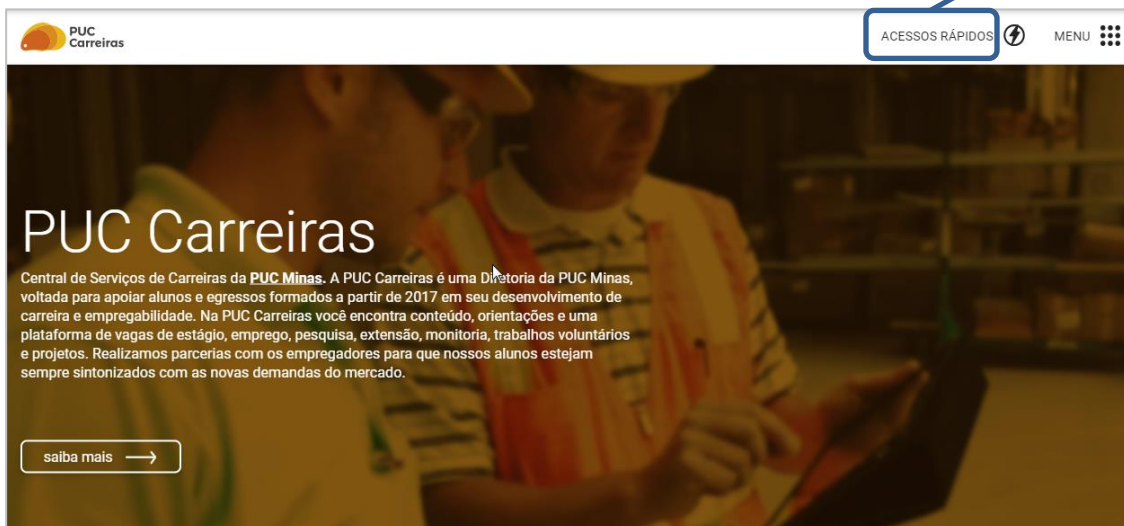 PUC
Carreiras
ACESSOS RÁPIDOS
MENU
PUC Carreiras
Central de Serviços de Carreiras da PUC Minas. A PUC Carreiras é uma Diretoria da PUC Minas,
voltada para apoiar alunos e egressos formados a partir de 2017 em seu desenvolvimento de
carreira e empregabilidade. Na PUC Carreiras você encontra conteúdo, orientações e uma
plataforma de vagas de estágio, emprego, pesquisa, extensão, monitoria, trabalhos voluntários
e projetos. Realizamos parcerias com os empregadores para que nossos alunos estejam
sempre sintonizados com as novas demandas do mercado.
saiba mais